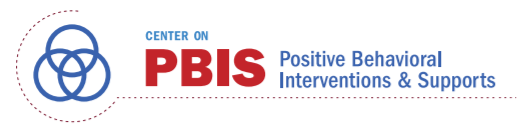 CENTER ON
PBIS
Positive Behavioral
Interventions & Supports